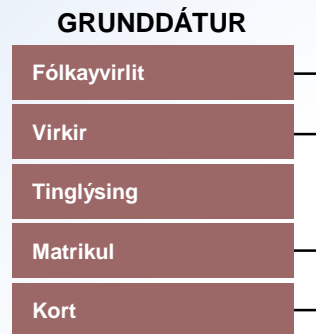 GRUNDDÁTUR
Fólkayvirlit
Virkir
Tinglýsing
Matrikul
Kort